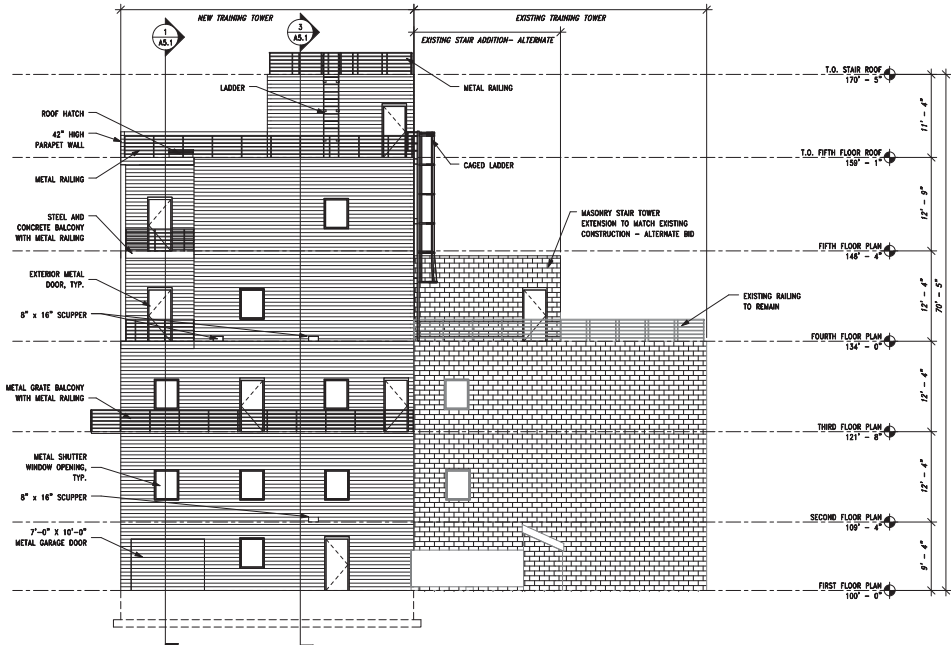 NEW TRAINING TOWER
EXISTING TRAINING TOWER
1
A5.1
3
A5.1
EXISTING STAIR ADDITION- ALTERNATE
T.O. STAIR ROOF
170' - 5"
LADDER
METAL RAILING
11' - 4"
ROOF HATCH
42" HIGH
PARAPET WALL
T.O. FIFTH FLOOR ROOF
159' - 1"
CAGED LADDER
METAL RAILING
12' - 9"
STEEL AND
CONCRETE BALCONY
WITH METAL RAILING
MASONRY STAIR TOWER
EXTENSION TO MATCH EXISTING
CONSTRUCTION - ALTERNATE BID
FIFTH FLOOR PLAN
146' - 4"
EXTERIOR METAL
DOOR, TYP.
12' - 4"
70' - 5"
EXISTING RAILING
TO REMAIN
8" x 16" SCUPPER
FOURTH FLOOR PLAN
134' - 0"
METAL GRATE BALCONY
WITH METAL RAILING
12' - 4"
THIRD FLOOR PLAN
121' - 8"
METAL SHUTTER
WINDOW OPENING,
TYP.
12' - 4"
8" x 16" SCUPPER
SECOND FLOOR PLAN
109' - 4"
7'-0" X 10'-0"
METAL GARAGE DOOR
9' - 4"
FIRST FLOOR PLAN
100' - 0"